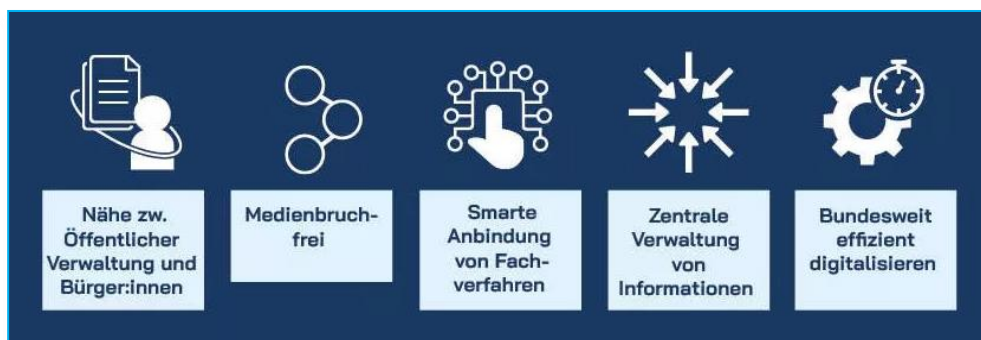 Nähe zw.
Öffentlicher
Verwaltung und
Bürger:innen
Medienbruch-
frei
Smarte
Anbindung
von Fach-
verfahren
Zentrale
Verwaltung
von
Informationen
Bundesweit
effizient
digitalisieren